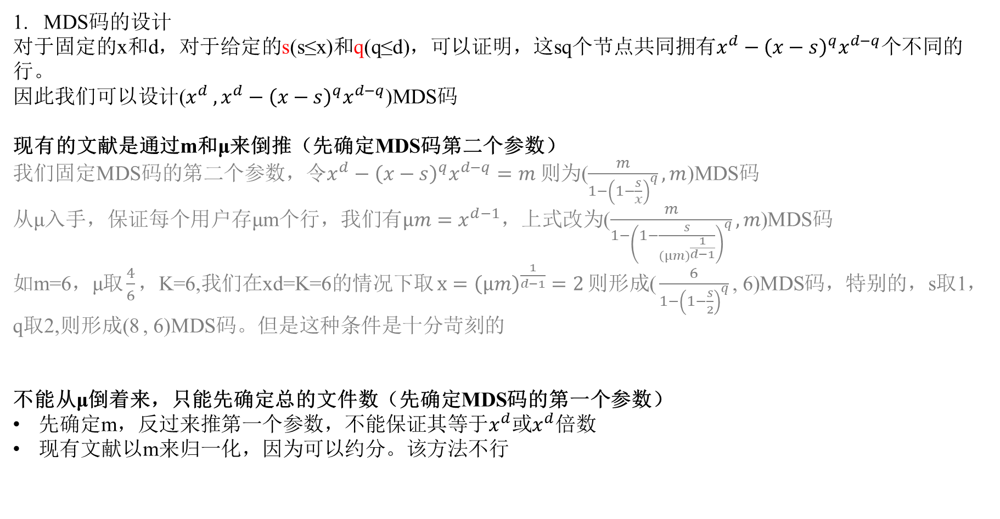 1. MDS码的设计
对于固定的x和d，对于给定的s(s≤x)和q(q≤d)，可以证明，这sq个节点共同拥有$x^d-(x-s)^q x^{d-q}$个不同的
行。
因此我们可以设计($x^d, x^d-(x-s)^q x^{d-q}$)MDS码
现有的文献是通过m和μ来倒推（先确定MDS码第二个参数）
我们固定MDS码的第二个参数，令$x^d-(x-s)^q x^{d-q}=m$ 则为($\frac{m}{1-\left(1-\frac{s}{x}\right)^q}, m$)MDS码
从μ入手，保证每个用户存μm个行，我们有$μm=x^{d-1}$，上式改为($\frac{m}{1-\left(1-\frac{s}{(μm)^{\frac{1}{d-1}}}\right)^q}, m$)MDS码
如m=6，μ取$\frac{4}{6}$，K=6,我们在xd=K=6的情况下取$x=(μm)^{\frac{1}{d-1}}=2$ 则形成($\frac{6}{1-\left(1-\frac{s}{2}\right)^q}, 6$)MDS码，特别的，s取1，
q取2,则形成(8 , 6)MDS码。但是这种条件是十分苛刻的
不能从μ倒着来，只能先确定总的文件数（先确定MDS码的第一个参数）
• 先确定m，反过来推第一个参数，不能保证其等于$x^d$或$x^d$倍数
• 现有文献以m来归一化，因为可以约分。该方法不行